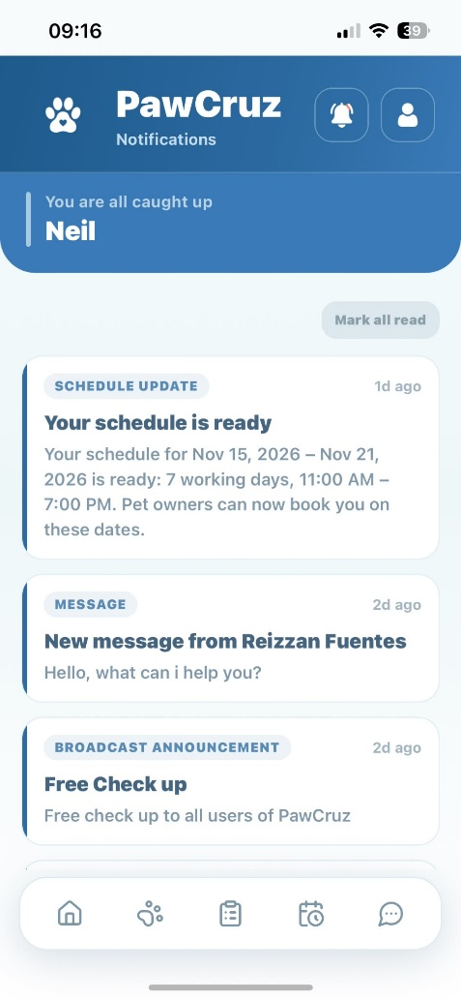 09:16
39
PawCruz
Notifications
You are all caught up
Neil
Mark all read
SCHEDULE UPDATE
1d ago
Your schedule is ready
Your schedule for Nov 15, 2026 – Nov 21,
2026 is ready: 7 working days, 11:00 AM –
7:00 PM. Pet owners can now book you on
these dates.
MESSAGE
2d ago
New message from Reizzan Fuentes
Hello, what can i help you?
BROADCAST ANNOUNCEMENT
2d ago
Free Check up
Free check up to all users of PawCruz